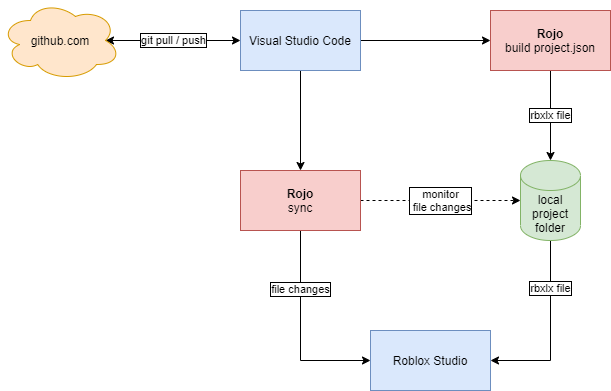 github.com
git pull / push
Visual Studio Code
Rojo
build project.json
rbxlx file
Rojo
sync
monitor
file changes
local
project
folder
file changes
rbxlx file
Roblox Studio